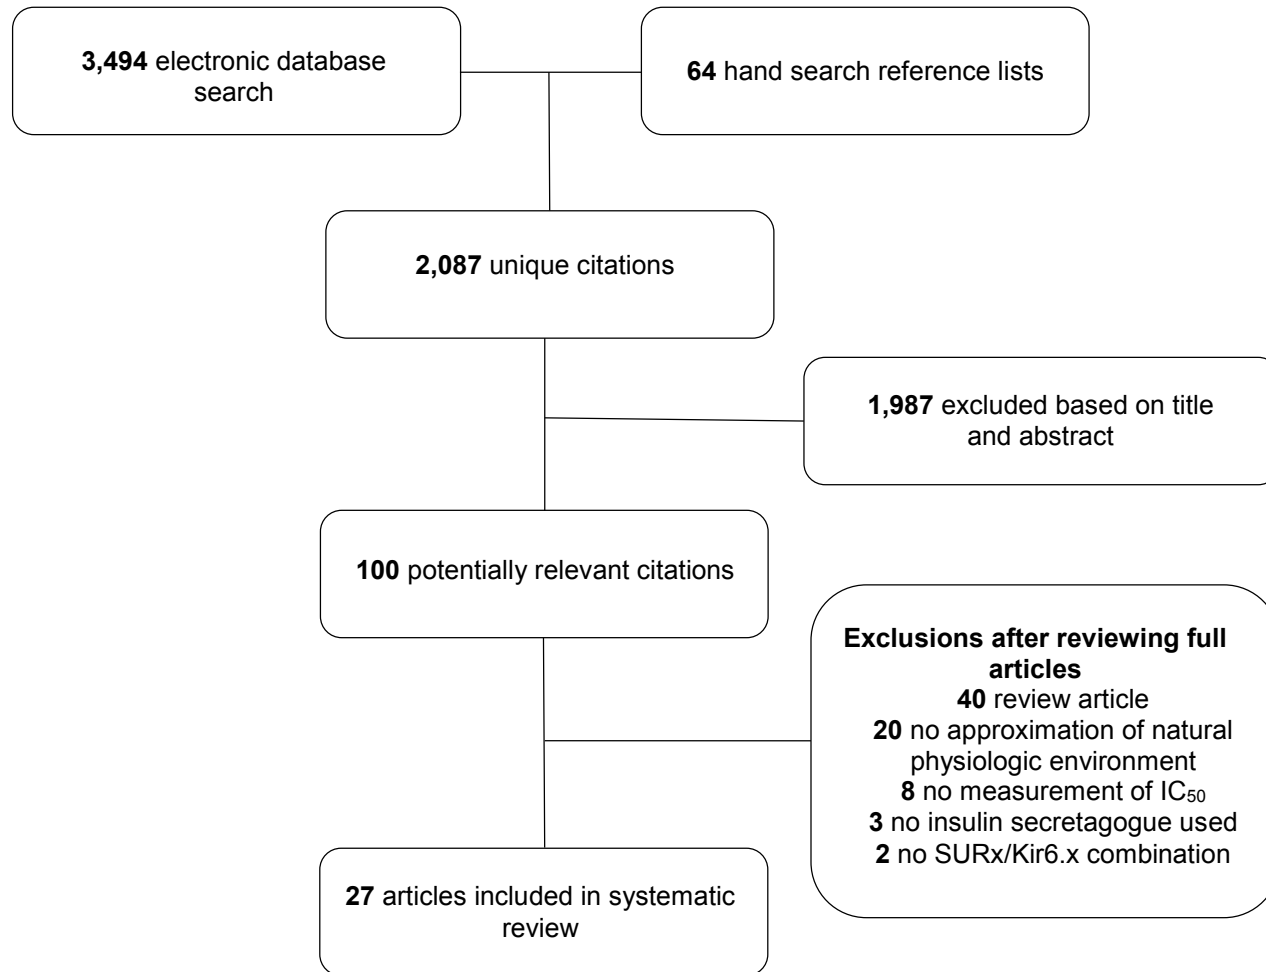 3,494 electronic database
search
64 hand search reference lists
2,087 unique citations
1,987 excluded based on title
and abstract
100 potentially relevant citations
Exclusions after reviewing full
articles
40 review article
20 no approximation of natural
physiologic environment
8 no measurement of IC50
3 no insulin secretagogue used
2 no SURx/Kir6.x combination
27 articles included in systematic
review